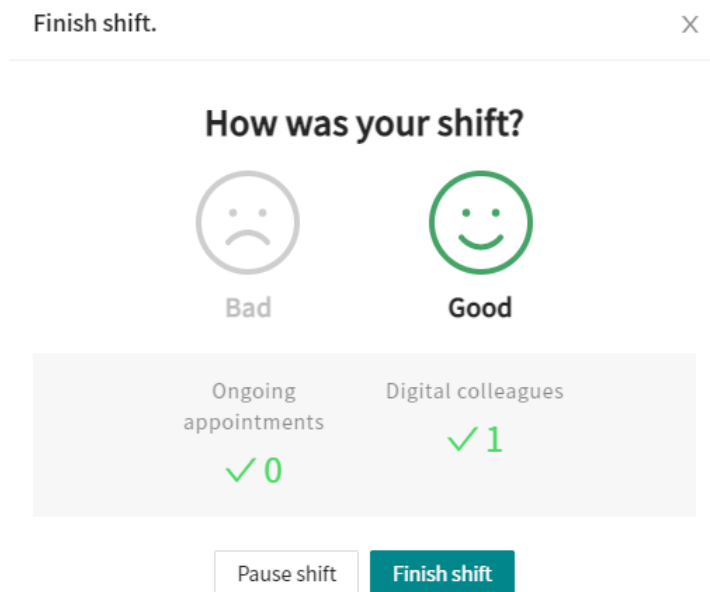 Finish shift.
X
How was your shift?
Bad
Good
Ongoing
appointments
0
Digital colleagues
1
Pause shift
Finish shift